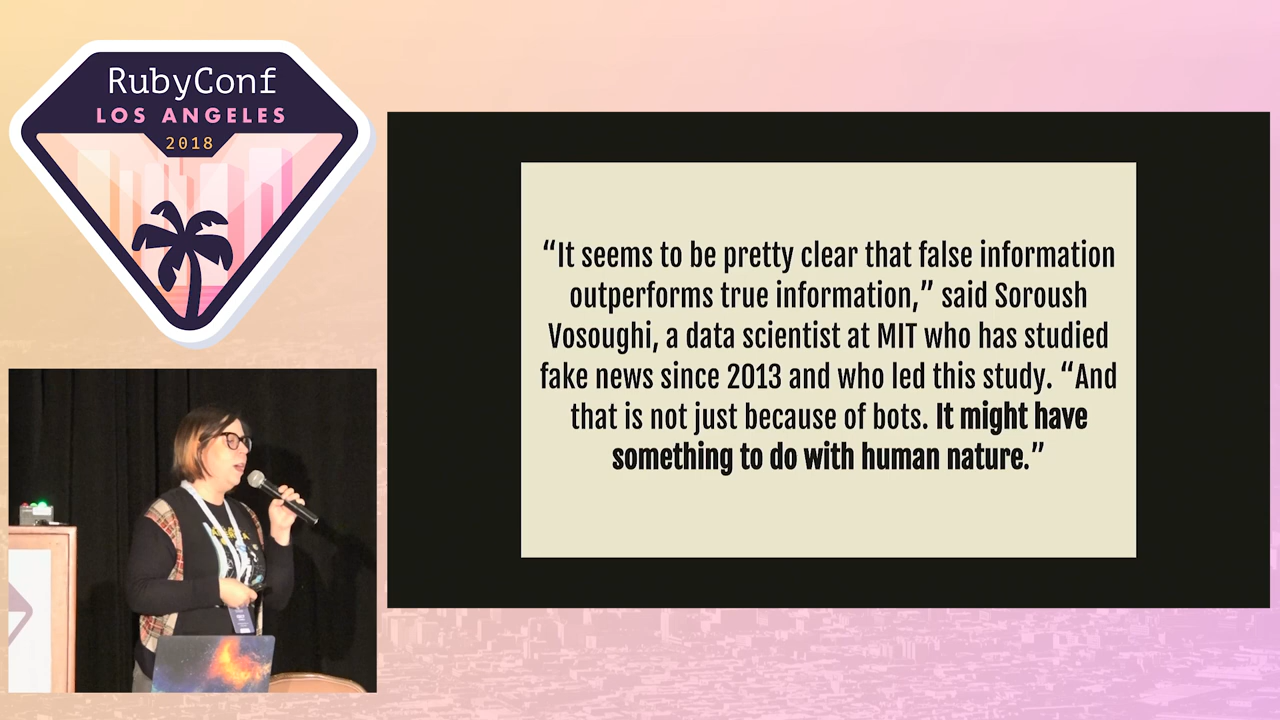 RubyConf
LOS ANGELES
2018
“It seems to be pretty clear that false information
outperforms true information,” said Soroush
Vosoughi, a data scientist at MIT who has studied
fake news since 2013 and who led this study. “And
that is not just because of bots. It might have
something to do with human nature.”